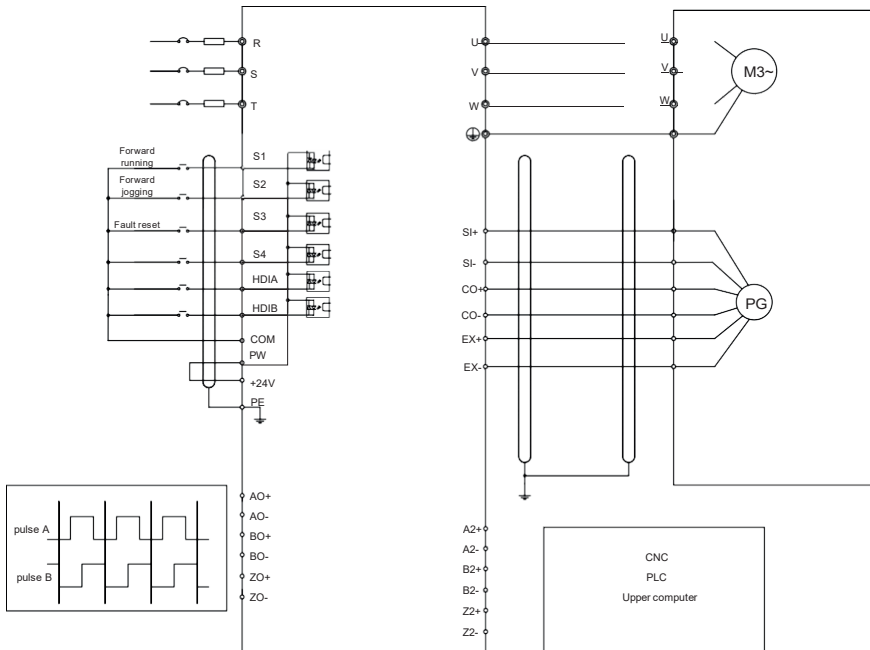 R
S
T
U
V
W
U
V
W
M3~
Forward
running
S1
Forward
jogging
S2
Fault reset
S3
S4
HDIA
HDIB
COM
PW
+24V
PE
SI+
SI-
CO+
CO-
EX+
EX-
PG
pulse A
pulse B
AO+
AO-
BO+
BO-
ZO+
ZO-
A2+
A2-
B2+
B2-
Z2+
Z2-
CNC
PLC
Upper computer